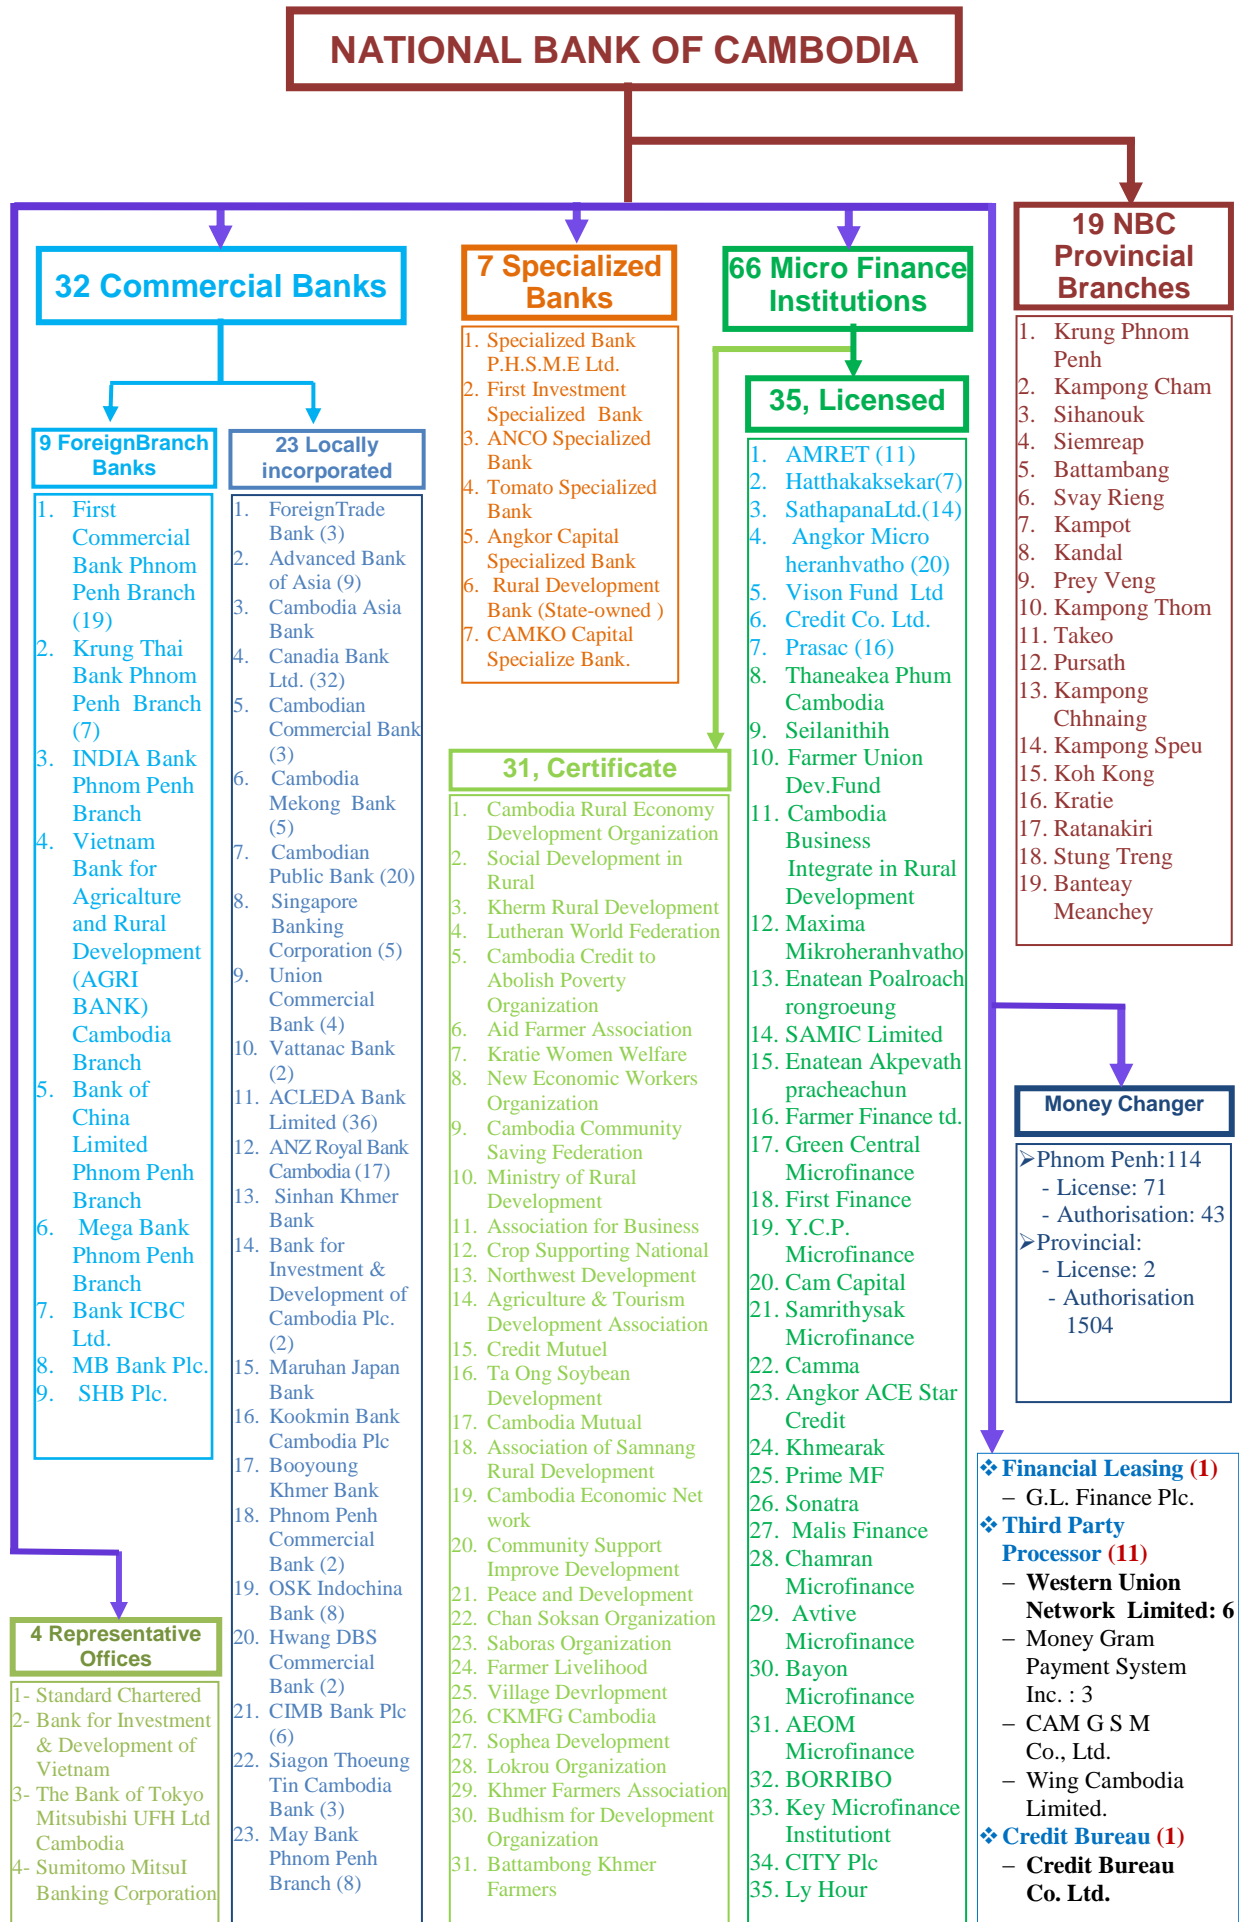 NATIONAL BANK OF CAMBODIA
32 Commercial Banks
9 ForeignBranch
Banks
1. First
Commercial
Bank Phnom
Penh Branch
(19)
2. Krung Thai
Bank Phnom
Penh Branch
(7)
3. INDIA Bank
Phnom Penh
Branch
4. Vietnam
Bank for
Agricalture
and Rural
Development
(AGRI
BANK)
Cambodia
Branch
5. Bank of
China
Limited
Phnom Penh
Branch
6. Mega Bank
Phnom Penh
Branch
7. Bank ICBC
Ltd.
8. MB Bank Plc.
9. SHB Plc.
23 Locally
incorporated
1. ForeignTrade
Bank (3)
2. Advanced Bank
of Asia (9)
3. Cambodia Asia
Bank
4. Canadia Bank
Ltd. (32)
5. Cambodian
Commercial Bank
(3)
6. Cambodia
Mekong Bank
(5)
7. Cambodian
Public Bank (20)
8. Singapore
Banking
Corporation (5)
9. Union
Commercial
Bank (4)
10. Vattanac Bank
(2)
11. ACLEDA Bank
Limited (36)
12. ANZ Royal Bank
Cambodia (17)
13. Sinhan Khmer
Bank
14. Bank for
Investment &
Development of
Cambodia Plc.
(2)
15. Maruhan Japan
Bank
16. Kookmin Bank
Cambodia Plc
17. Booyoung
Khmer Bank
18. Phnom Penh
Commercial
Bank (2)
19. OSK Indochina
Bank (8)
20. Hwang DBS
Commercial
Bank (2)
21. CIMB Bank Plc
(6)
22. Siagon Thoeung
Tin Cambodia
Bank (3)
23. May Bank
Phnom Penh
Branch (8)
4 Representative
Offices
1- Standard Chartered
2- Bank for Investment
& Development of
Vietnam
3- The Bank of Tokyo
Mitsubishi UFH Ltd
Cambodia
4- Sumitomo MitsuI
Banking Corporation
7 Specialized
Banks
1. Specialized Bank
P.H.S.M.E Ltd.
2. First Investment
Specialized Bank
3. ANCO Specialized
Bank
4. Tomato Specialized
Bank
5. Angkor Capital
Specialized Bank
6. Rural Development
Bank (State-owned )
7. CAMKO Capital
Specialize Bank.
66 Micro Finance
Institutions
31, Certificate
1. Cambodia Rural Economy
Development Organization
2. Social Development in
Rural
3. Kherm Rural Development
4. Lutheran World Federation
5. Cambodia Credit to
Abolish Poverty
Organization
6. Aid Farmer Association
7. Kratie Women Welfare
8. New Economic Workers
Organization
9. Cambodia Community
Saving Federation
10. Ministry of Rural
Development
11. Association for Business
12. Crop Supporting National
13. Northwest Development
14. Agriculture & Tourism
Development Association
15. Credit Mutuel
16. Ta Ong Soybean
Development
17. Cambodia Mutual
18. Association of Samnang
Rural Development
19. Cambodia Economic Net
work
20. Community Support
Improve Development
21. Peace and Development
22. Chan Soksan Organization
23. Saboras Organization
24. Farmer Livelihood
25. Village Devrlopment
26. CKMFG Cambodia
27. Sophea Development
28. Lokrou Organization
29. Khmer Farmers Association
30. Budhism for Development
Organization
31. Battambong Khmer
Farmers
35, Licensed
1. AMRET (11)
2. Hatthakaksekar(7)
3. SathapanaLtd.(14)
4. Angkor Micro
heranhvatho (20)
5. Vison Fund Ltd
6. Credit Co. Ltd.
7. Prasac (16)
8. Thaneakea Phum
Cambodia
9. Seilanithih
10. Farmer Union
Dev.Fund
11. Cambodia
Business
Integrate in Rural
Development
12. Maxima
Mikroheranhvatho
13. Enatean Poalroach
rongroeung
14. SAMIC Limited
15. Enatean Akpevath
pracheachun
16. Farmer Finance td.
17. Green Central
Microfinance
18. First Finance
19. Y.C.P.
Microfinance
20. Cam Capital
21. Samrithysak
Microfinance
22. Camma
23. Angkor ACE Star
Credit
24. Khmearak
25. Prime MF
26. Sonatra
27. Malis Finance
28. Chamran
Microfinance
29. Avtive
Microfinance
30. Bayon
Microfinance
31. AEOM
Microfinance
32. BORRIBO
33. Key Microfinance
Institutiont
34. CITY Plc
35. Ly Hour
19 NBC
Provincial
Branches
1. Krung Phnom
Penh
2. Kampong Cham
3. Sihanouk
4. Siemreap
5. Battambang
6. Svay Rieng
7. Kampot
8. Kandal
9. Prey Veng
10. Kampong Thom
11. Takeo
12. Pursath
13. Kampong
Chhnaing
14. Kampong Speu
15. Koh Kong
16. Kratie
17. Ratanakiri
18. Stung Treng
19. Banteay
Meanchey
Money Changer
➢Phnom Penh:114
- License: 71
- Authorisation: 43
➢Provincial:
- License: 2
- Authorisation
1504
❖ Financial Leasing (1)
– G.L. Finance Plc.
❖ Third Party
Processor (11)
– Western Union
Network Limited: 6
– Money Gram
Payment System
Inc. : 3
– CAM G S M
Co., Ltd.
– Wing Cambodia
Limited.
❖ Credit Bureau (1)
– Credit Bureau
Co. Ltd.